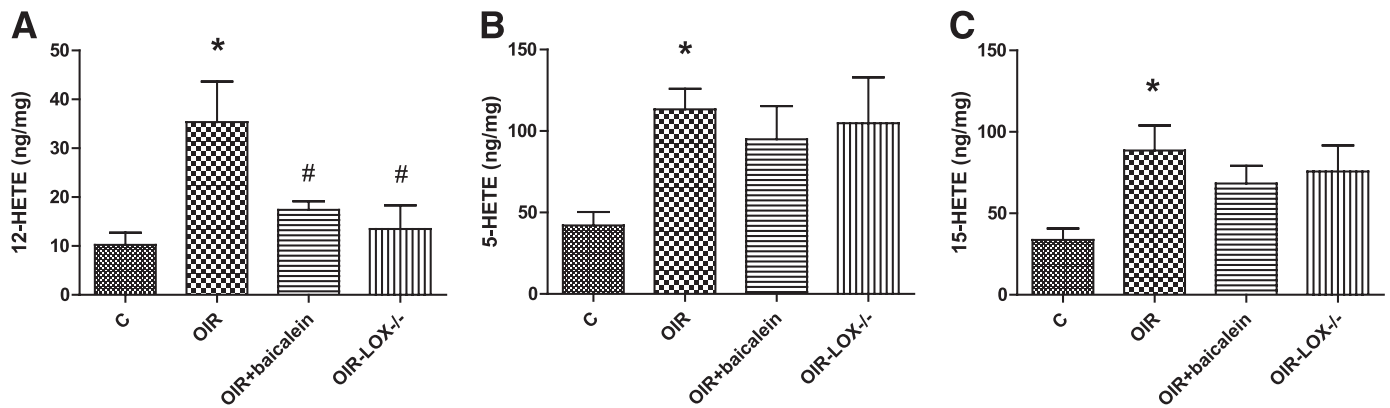 A
12-HETE (ng/mg)
50
40
30
20
10
0
*
#
#
C
OIR
OIR+baicalein
OIR-LOX-/-
B
5-HETE (ng/mg)
150
100
50
0
*
C
OIR
OIR+baicalein
OIR-LOX-/-
C
15-HETE (ng/mg)
150
100
50
0
*
C
OIR
OIR+baicalein
OIR-LOX-/-